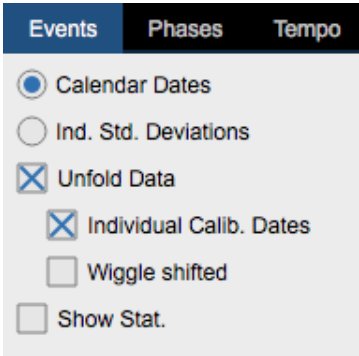 Events Phases Tempo
Calendar Dates
Ind. Std. Deviations
Unfold Data
Individual Calib. Dates
Wiggle shifted
Show Stat.